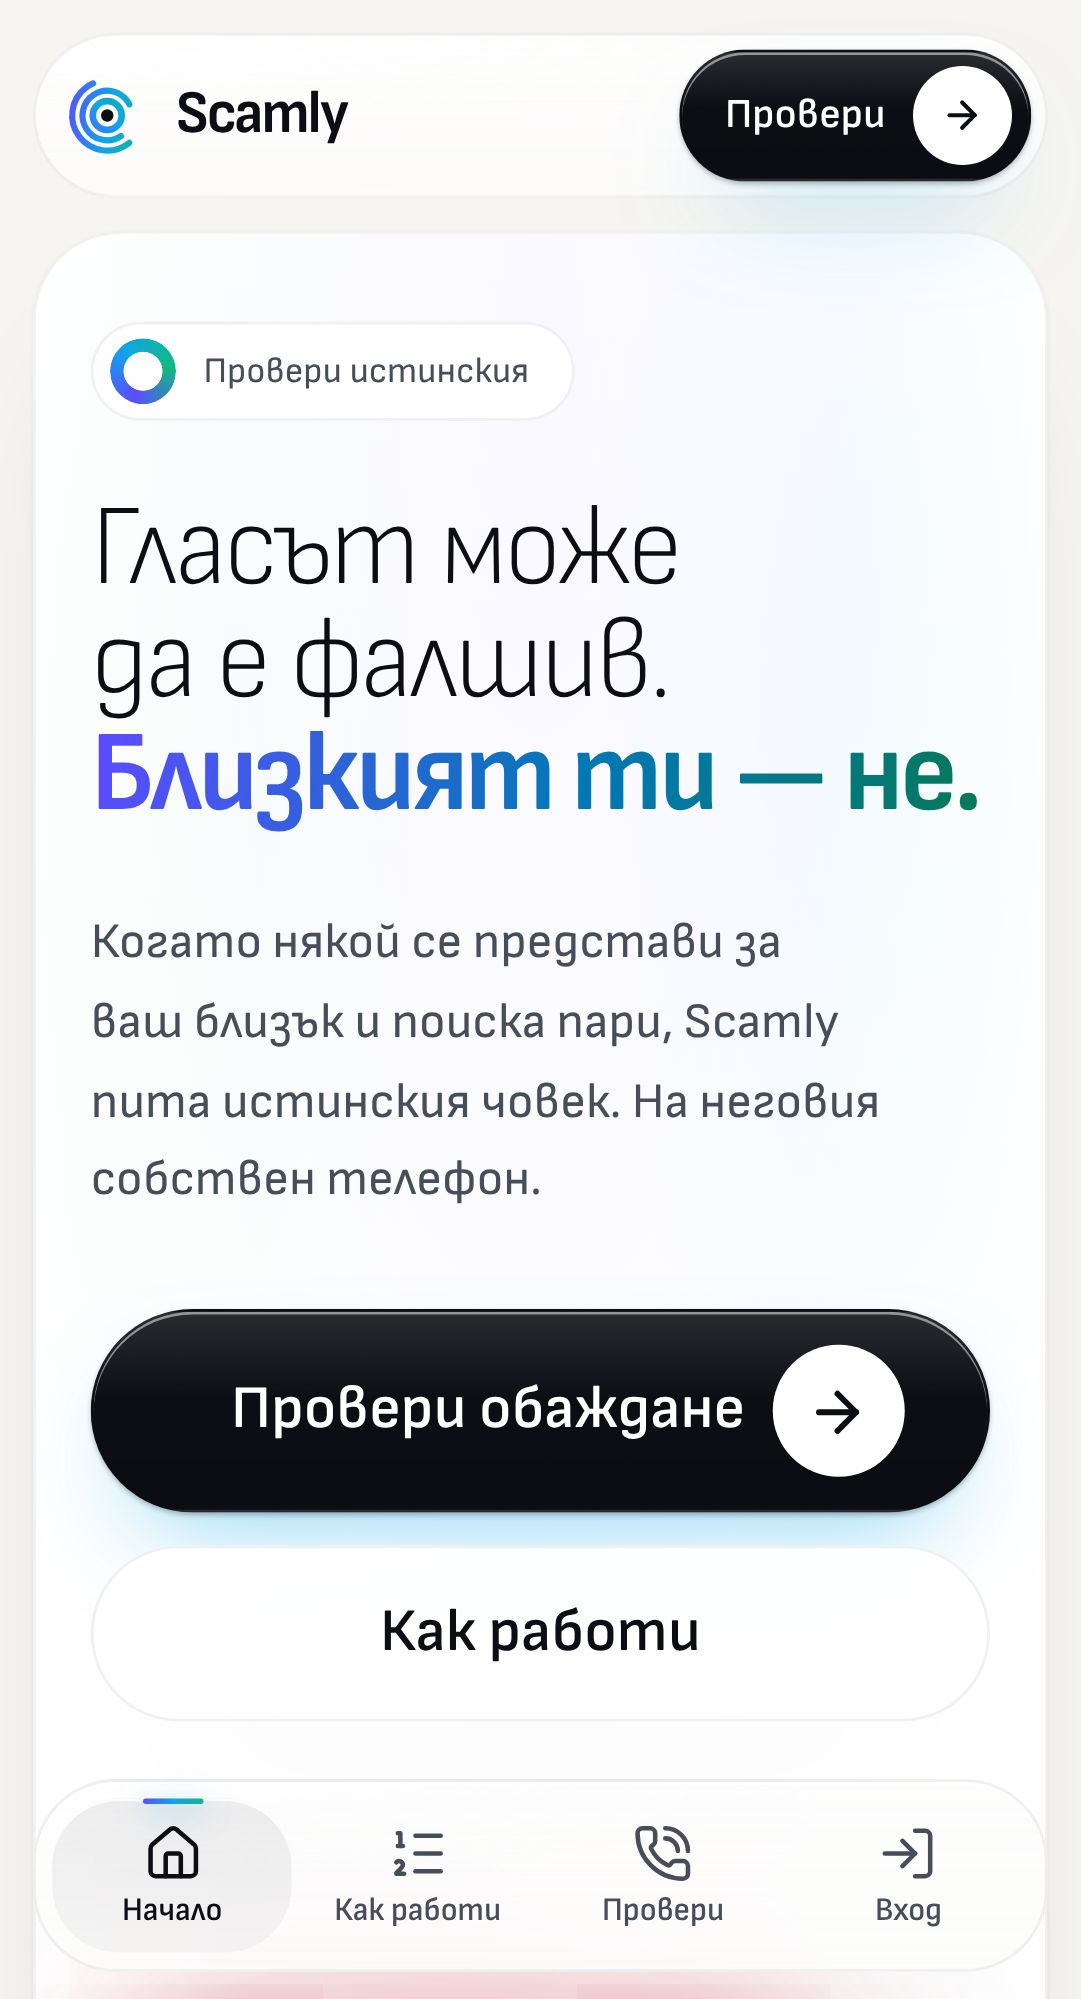 Scamly
Провери
Провери истинския
Гласът може
да е фалшив.
Близкият ти — не.
Когато някой се представи за
ваш близък и поиска пари, Scamly
пита истинския човек. На неговия
собствен телефон.
Провери обаждане
Как работи
Начало
Как работи
Провери
Вход